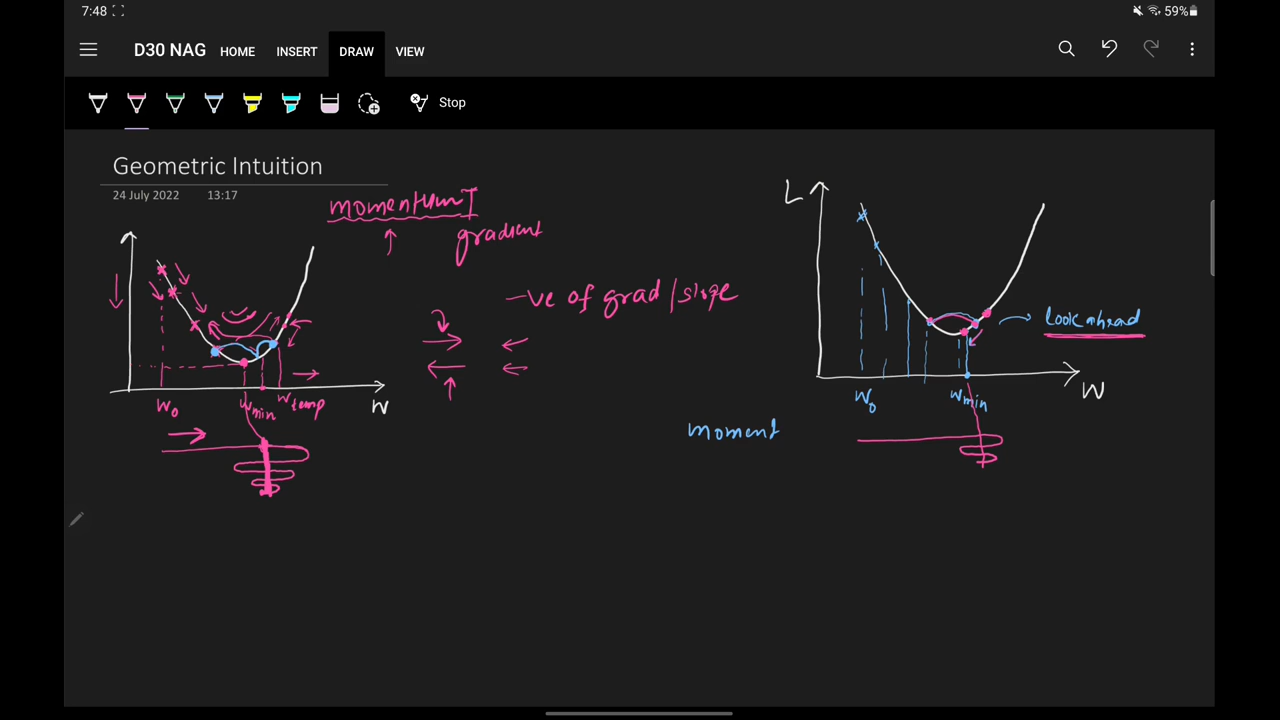 7:48
59%
D30 NAG HOME INSERT DRAW VIEW
Stop
Geometric Intuition
24 July 2022 13:17
momentum
gradient
-ve of grad/slope
W₀ Wmin Wtemp W
L
Look ahead
W₀ Wmin W
moment